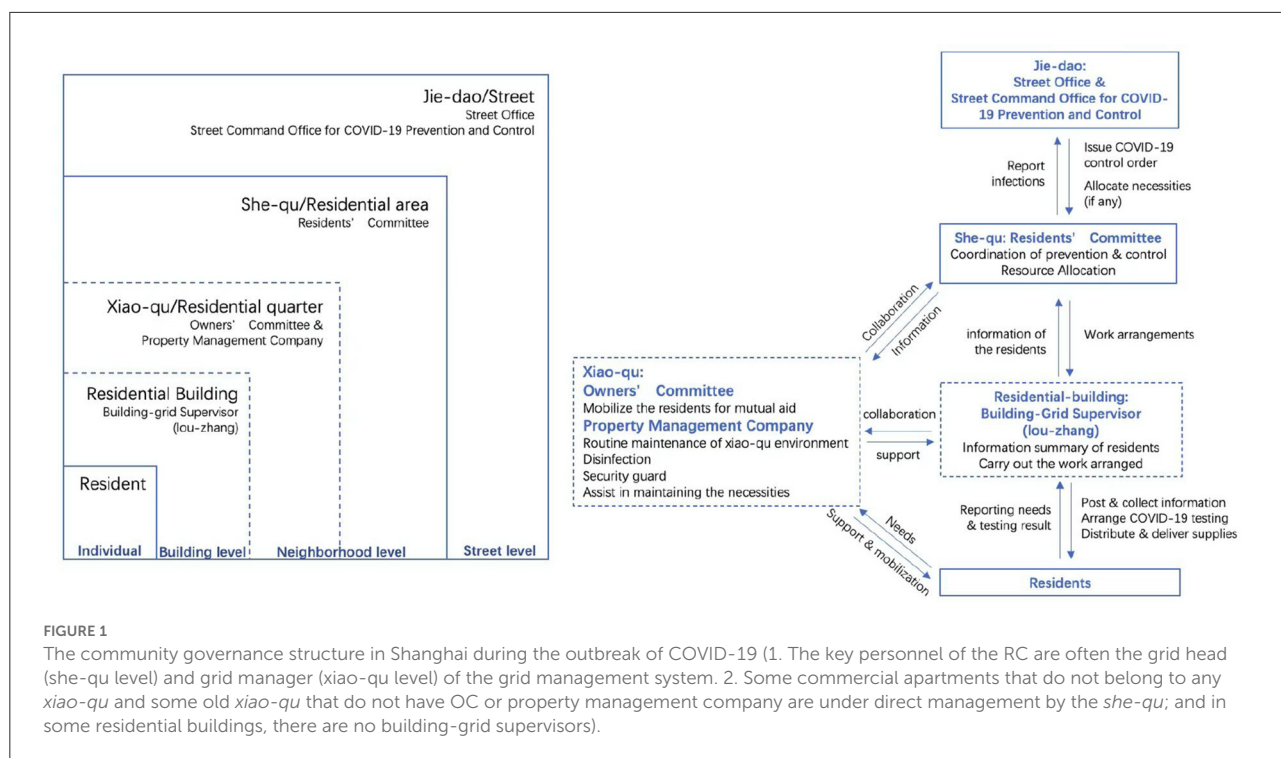 Jie-dao/Street
Street Office
Street Command Office for COVID-19 Prevention and Control
She-qu/Residential area
Residents' Committee
Xiao-qu/Residential quarter
Owners' Committee &
Property Management Company
Residential Building
Building-grid Supervisor
(lou-zhang)
Resident
Individual
Building level
Neighborhood level
Street level
Jie-dao:
Street Office &
Street Command Office for COVID-
19 Prevention and Control
Report
infections
Issue COVID-19
control order
Allocate necessities
(if any)
She-qu: Residents' Committee
Coordination of prevention & control
Resource Allocation
Collaboration
Information
information of
the residents
Work arrangements
Xiao-qu:
Owners' Committee
Mobilize the residents for mutual aid
Property Management Company
Routine maintenance of xiao-qu environment
Disinfection
Security guard
Assist in maintaining the necessities
collaboration
support
Residential-building:
Building-Grid Supervisor
(lou-zhang)
Information summary of residents
Carry out the work arranged
Needs
Support & mobilization
Reporting needs
& testing result
Post & collect information
Arrange COVID-19 testing
Distribute & deliver supplies
Residents
FIGURE 1
The community governance structure in Shanghai during the outbreak of COVID-19 (1. The key personnel of the RC are often the grid head
(she-qu level) and grid manager (xiao-qu level) of the grid management system. 2. Some commercial apartments that do not belong to any
xiao-qu and some old xiao-qu that do not have OC or property management company are under direct management by the she-qu; and in
some residential buildings, there are no building-grid supervisors).